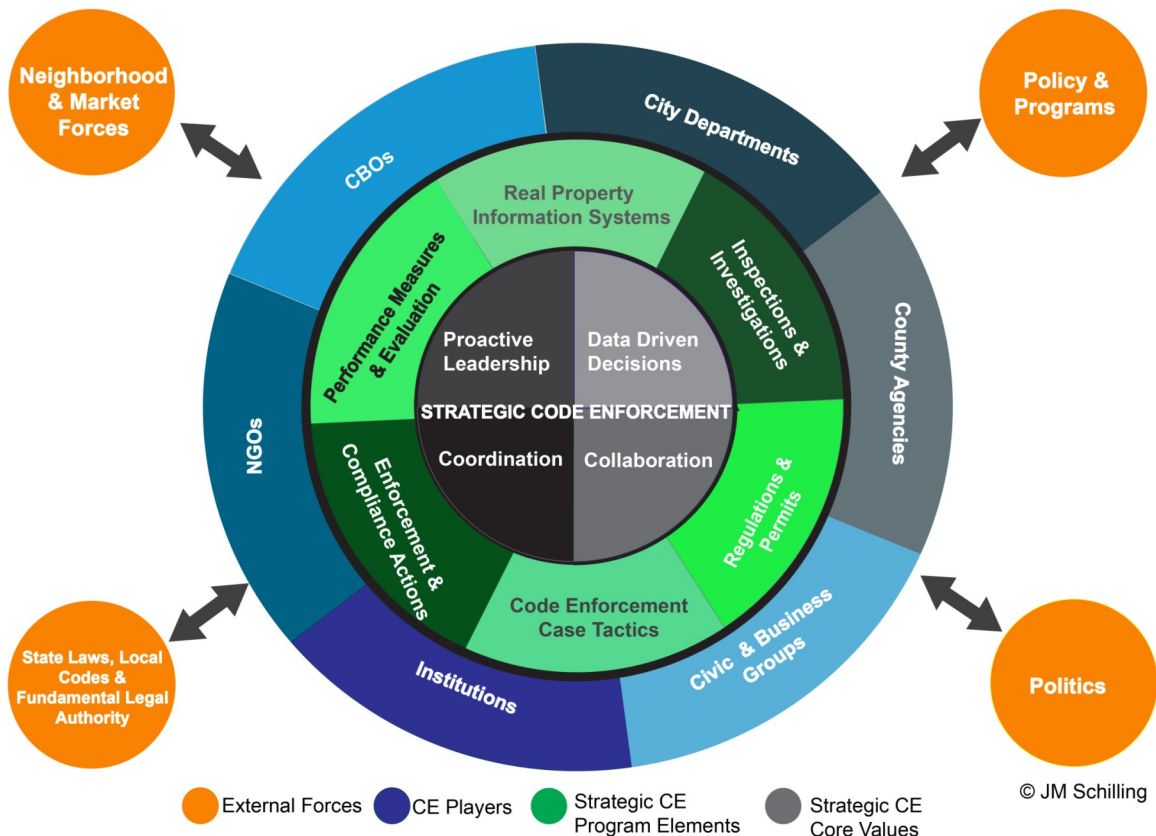 Neighborhood
& Market
Forces
Policy &
Programs
CBOs
City Departments
Real Property
Information Systems
Performance Measures
& Evaluation
Inspections &
Investigations
NGOs
County Agencies
Proactive
Leadership
Data Driven
Decisions
STRATEGIC CODE ENFORCEMENT
Coordination
Collaboration
Enforcement &
Compliance Actions
Regulations &
Permits
Code Enforcement
Case Tactics
Institutions
Civic & Business
Groups
State Laws, Local
Codes &
Fundamental Legal
Authority
Politics
External Forces
CE Players
Strategic CE
Program Elements
Strategic CE
Core Values
© JM Schilling